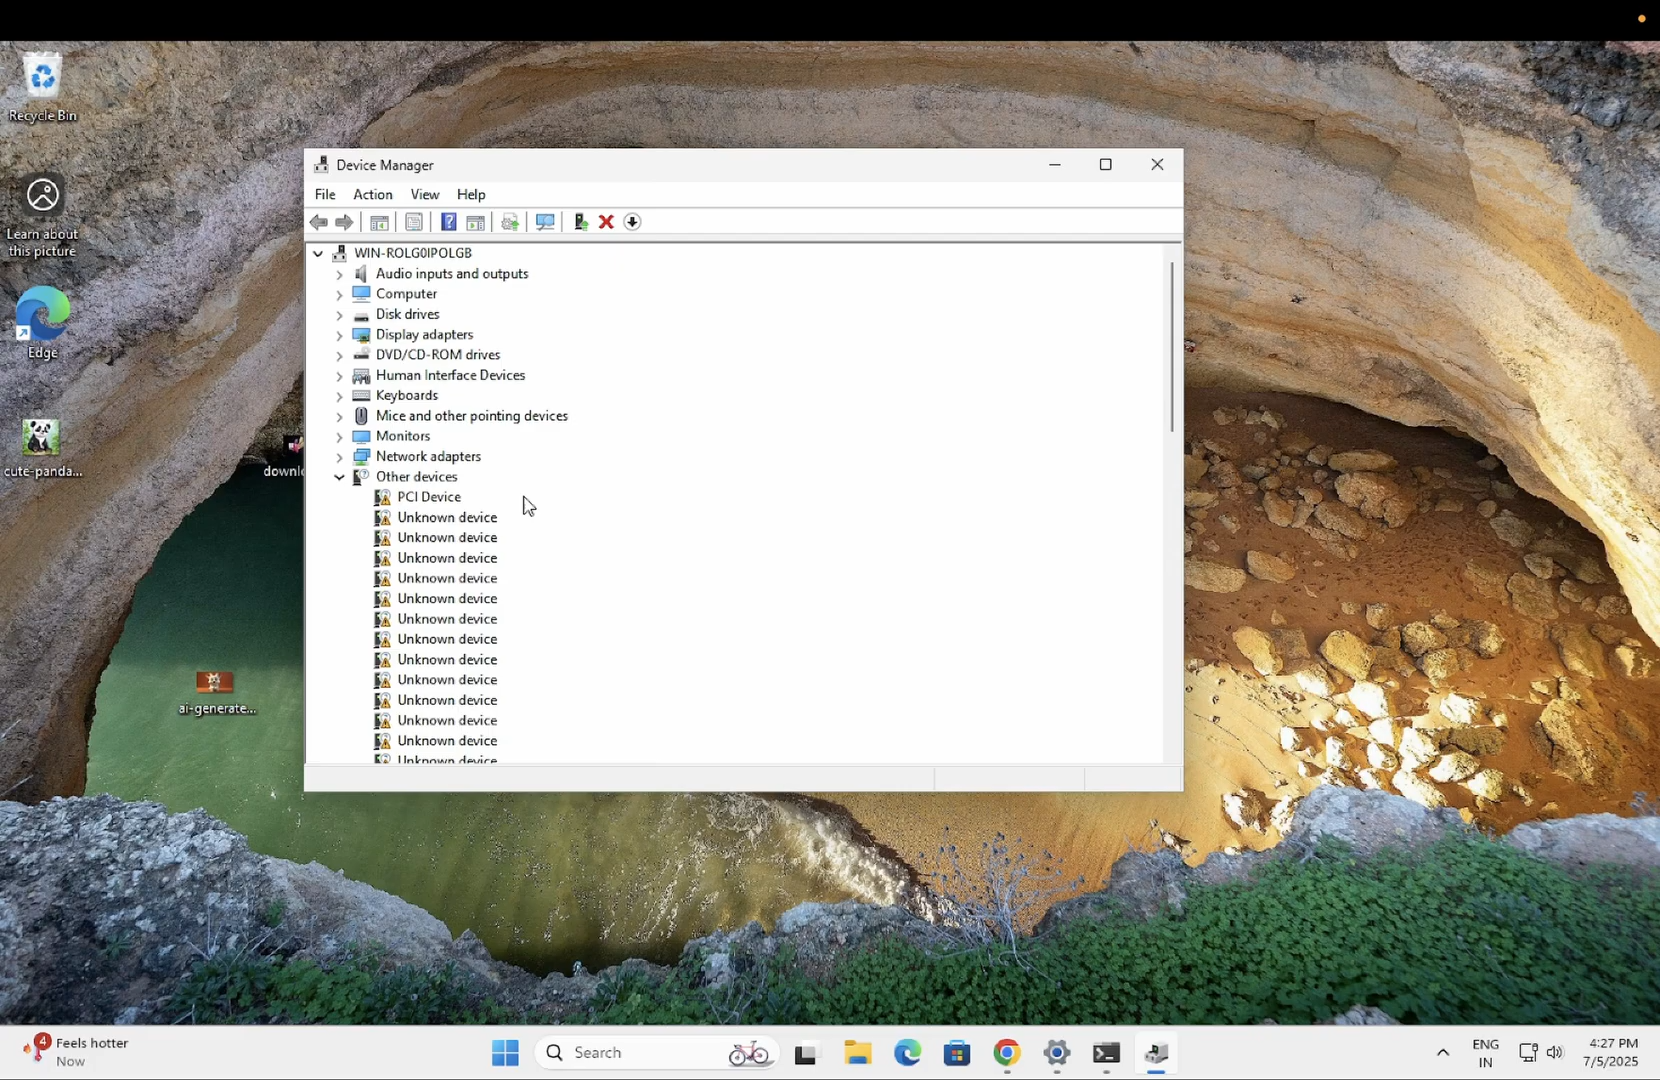 Recycle Bin
Learn about
this picture
Edge
cute-panda...
downlo
ai-generate...
Device Manager
File Action View Help
WIN-ROLG0IPOLGB
Audio inputs and outputs
Computer
Disk drives
Display adapters
DVD/CD-ROM drives
Human Interface Devices
Keyboards
Mice and other pointing devices
Monitors
Network adapters
Other devices
PCI Device
Unknown device
Unknown device
Unknown device
Unknown device
Unknown device
Unknown device
Unknown device
Unknown device
Unknown device
Unknown device
Unknown device
Unknown device
Unknown device
4
Feels hotter
Now
Search
ENG
IN
4:27 PM
7/5/2025